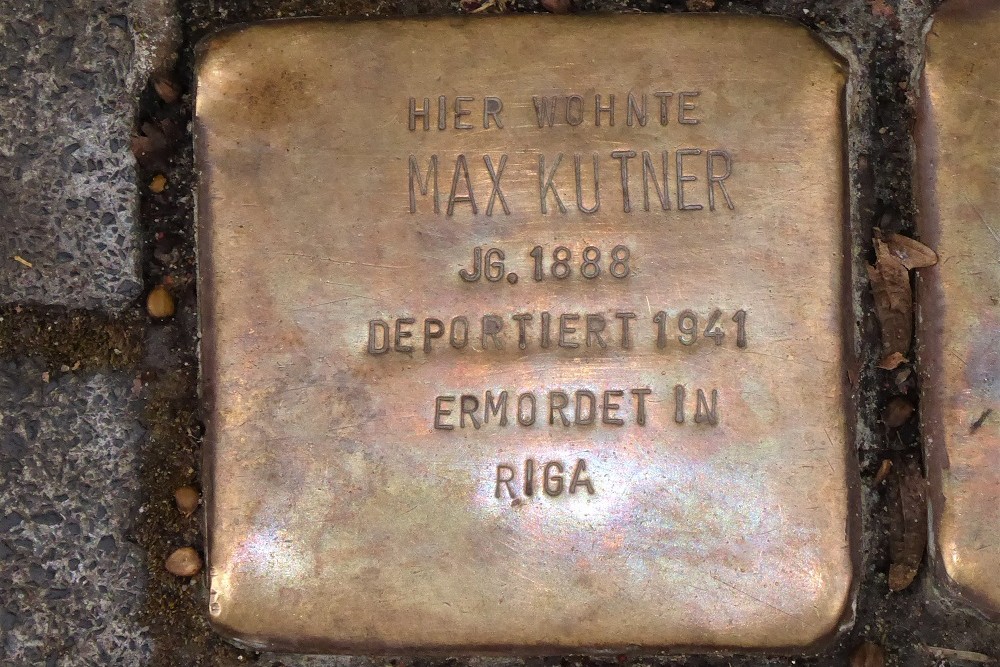 HIER WOHNTE
MAX KUTNER
JG. 1888
DEPORTIERT 1941
ERMORDET IN
RIGA